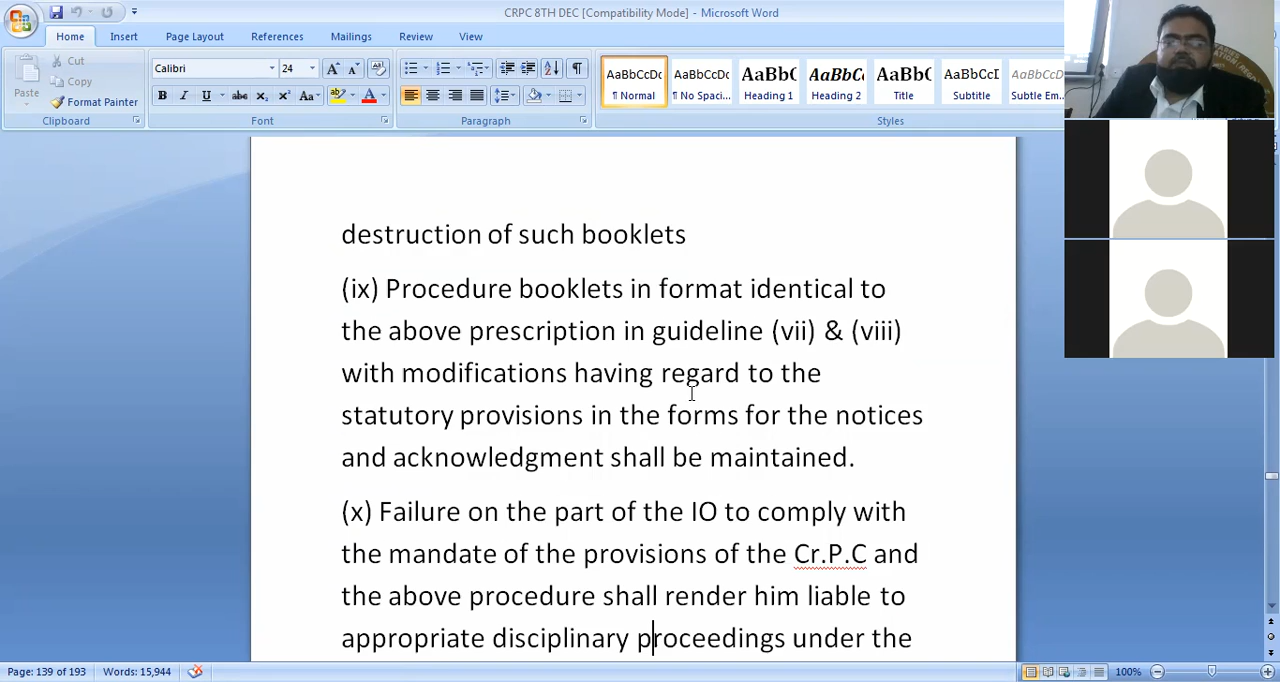 CRPC 8TH DEC [Compatibility Mode] - Microsoft Word
Home Insert Page Layout References Mailings Review View
Paste
Cut
Copy
Format Painter
Clipboard
Calibri 24
Font
Paragraph
AaBbCcDc AaBbCcDc AaBbC AaBbCc AaBbC AaBbCcI AaBbCcDc
¶ Normal ¶ No Spaci... Heading 1 Heading 2 Title Subtitle Subtle Em...
Styles
destruction of such booklets
(ix) Procedure booklets in format identical to
the above prescription in guideline (vii) & (viii)
with modifications having regard to the
statutory provisions in the forms for the notices
and acknowledgment shall be maintained.
(x) Failure on the part of the IO to comply with
the mandate of the provisions of the Cr.P.C and
the above procedure shall render him liable to
appropriate disciplinary proceedings under the
Page: 139 of 193 Words: 15,944 100%